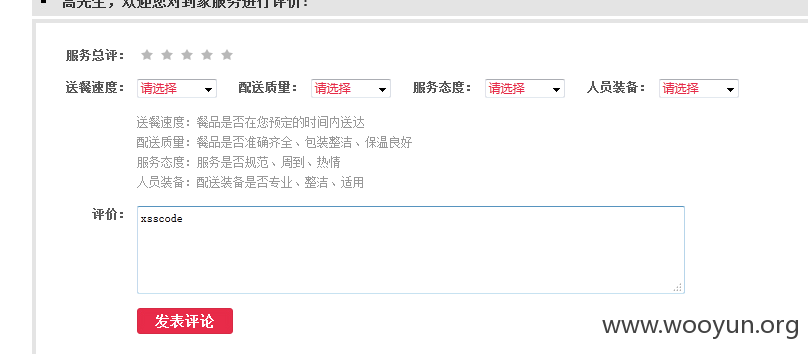 高先生，欢迎您对到家服务进行评价！
服务总评：
送餐速度： 请选择 配送质量： 请选择 服务态度： 请选择 人员装备： 请选择
送餐速度：餐品是否在您预定的时间内送达
配送质量：餐品是否准确齐全、包装整洁、保温良好
服务态度：服务是否规范、周到、热情
人员装备：配送装备是否专业、整洁、适用
评价： xsscode
发表评论
www.wooyun.org